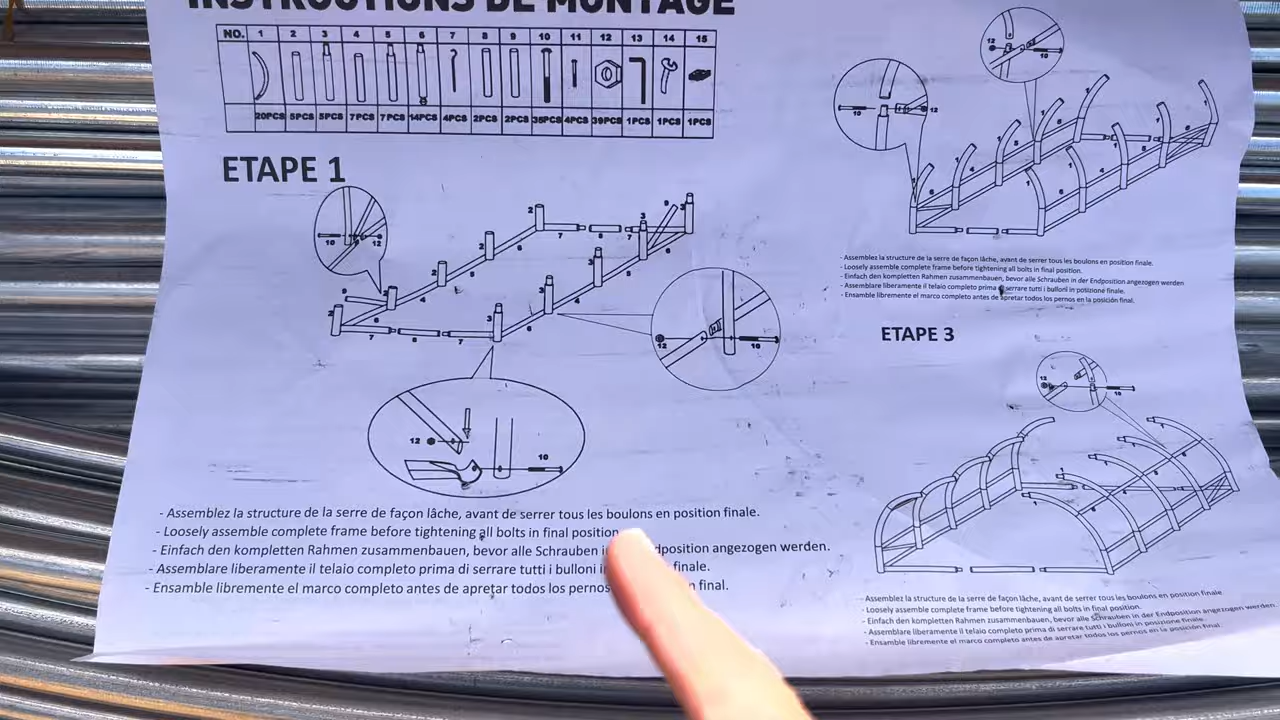 INSTRUCTIONS DE MONTAGE
NO. 1 2 3 4 5 6 7 8 9 10 11 12 13 14 15
20PCS 5PCS 5PCS 7PCS 7PCS 14PCS 4PCS 2PCS 2PCS 35PCS 4PCS 39PCS 1PCS 1PCS 1PCS
ETAPE 1
- Assemblez la structure de la serre de façon lâche, avant de serrer tous les boulons en position finale.
- Loosely assemble complete frame before tightening all bolts in final position
- Einfach den kompletten Rahmen zusammenbauen, bevor alle Schrauben dposition angezogen werden.
- Assemblare liberamente il telaio completo prima di serrare tutti i bulloni finale.
- Ensamble libremente el marco completo antes de apretar todos los pernos final.
- Assemblez la structure de la serre de façon lâche, avant de serrer tous les boulons en position finale.
- Loosely assemble complete frame before tightening all bolts in final position.
- Einfach den kompletten Rahmen zusammenbauen, bevor alle Schrauben in der Endposition angezogen werden
- Assemblare liberamente il telaio completo prima di serrare tutti i bulloni in posizione finale.
- Ensamble libremente el marco completo antes de apretar todos los pernos en la posición final.
ETAPE 3
- Assemblez la structure de la serre de façon lâche, avant de serrer tous les boulons en position finale
- Loosely assemble complete frame before tightening all bolts in final position.
- Einfach den kompletten Rahmen zusammenbauen, bevor alle Schrauben in der Endposition angezogen werden.
- Assemblare liberamente il telaio completo prima di serrare tutti i bulloni in posizione finale.
- Ensamble libremente el marco completo antes de apretar todos los pernos en la posición final.